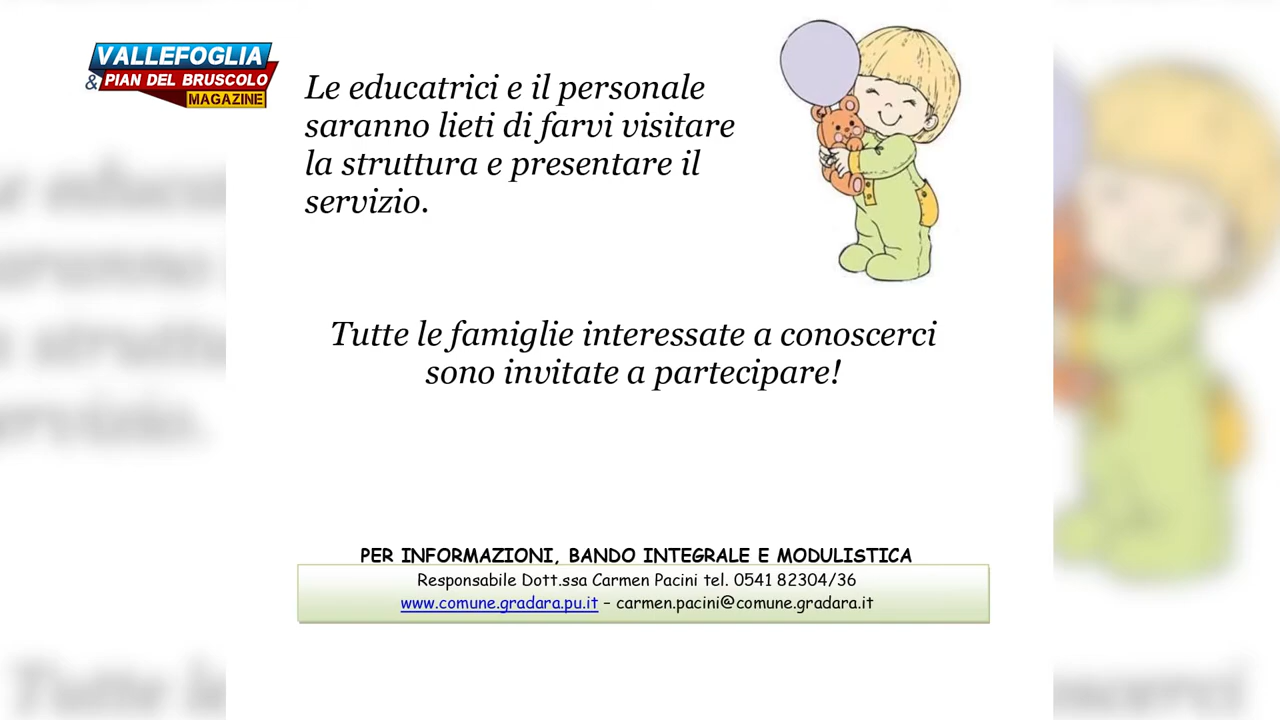 VALLEFOGLIA
& PIAN DEL BRUSCOLO
MAGAZINE
Le educatrici e il personale
saranno lieti di farvi visitare
la struttura e presentare il
servizio.
Tutte le famiglie interessate a conoscerci
sono invitate a partecipare!
PER INFORMAZIONI, BANDO INTEGRALE E MODULISTICA
Responsabile Dott.ssa Carmen Pacini tel. 0541 82304/36
www.comune.gradara.pu.it – carmen.pacini@comune.gradara.it